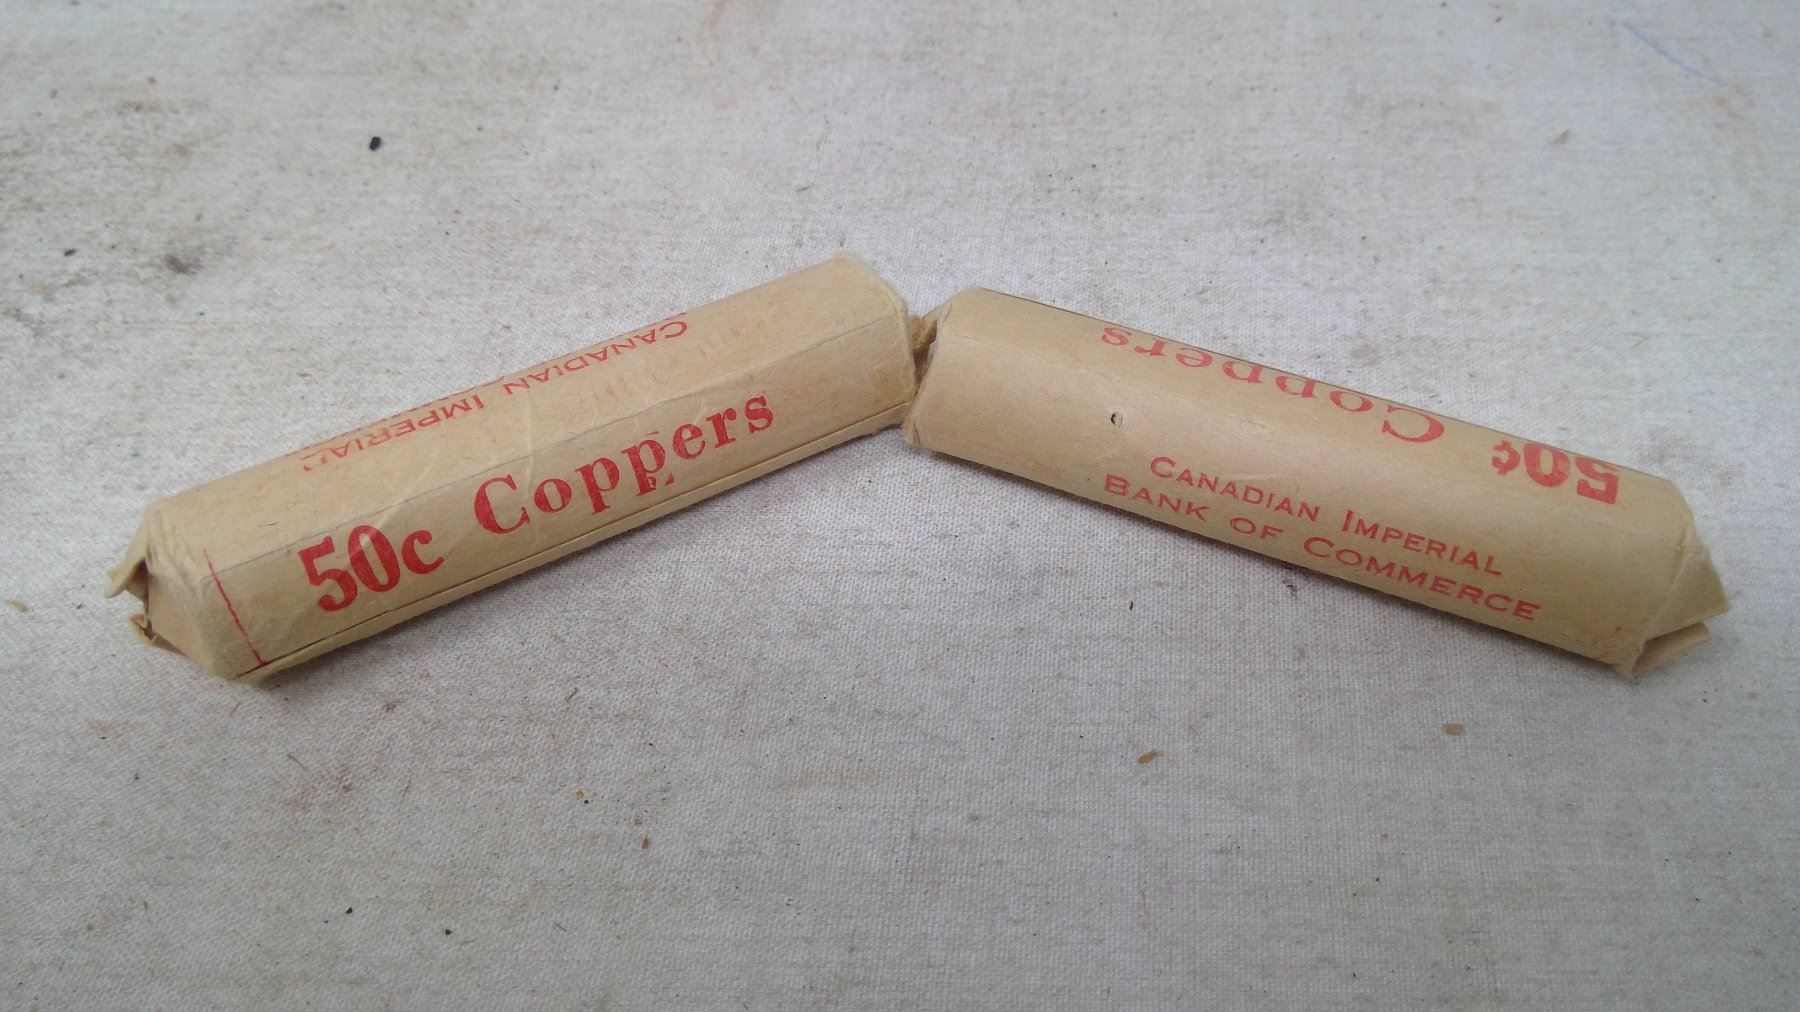 CANADIAN IMPERIAL
50c Coppers
50¢ Coppers
CANADIAN IMPERIAL
BANK OF COMMERCE